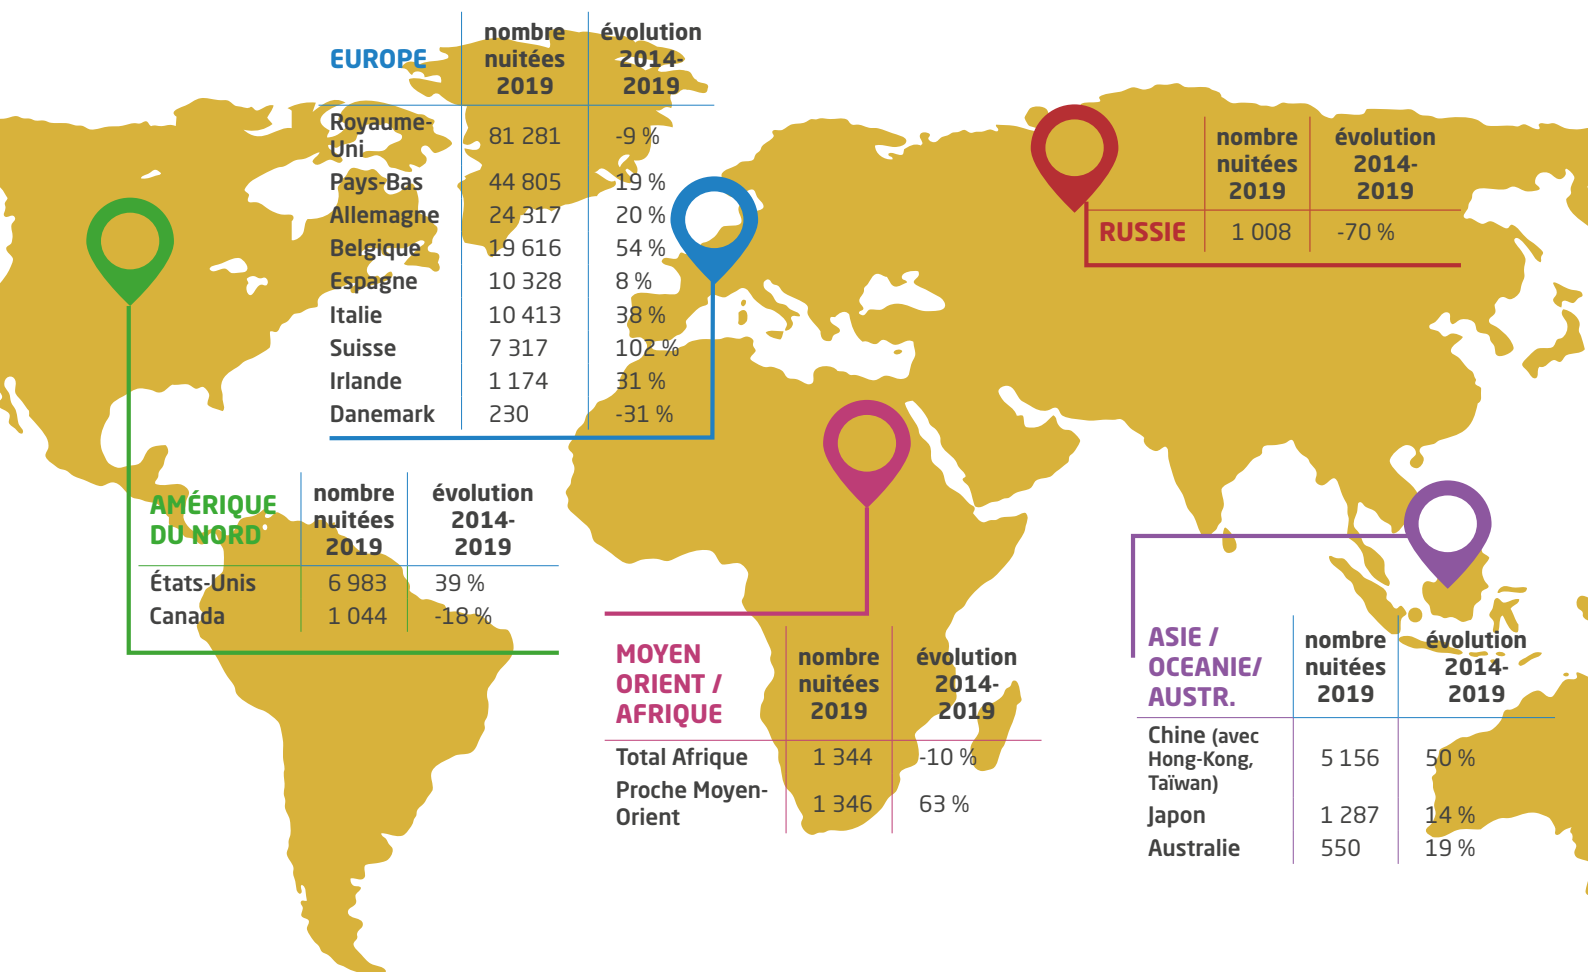 EUROPE
nombre nuitées 2019
évolution 2014-2019
Royaume-Uni 81 281 -9 %
Pays-Bas 44 805 19 %
Allemagne 24 317 20 %
Belgique 19 616 54 %
Espagne 10 328 8 %
Italie 10 413 38 %
Suisse 7 317 102 %
Irlande 1 174 31 %
Danemark 230 -31 %
nombre nuitées 2019
évolution 2014-2019
RUSSIE 1 008 -70 %
AMÉRIQUE DU NORD
nombre nuitées 2019
évolution 2014-2019
États-Unis 6 983 39 %
Canada 1 044 -18 %
MOYEN ORIENT / AFRIQUE
nombre nuitées 2019
évolution 2014-2019
Total Afrique 1 344 -10 %
Proche Moyen-Orient 1 346 63 %
ASIE / OCEANIE/ AUSTR.
nombre nuitées 2019
évolution 2014-2019
Chine (avec Hong-Kong, Taïwan) 5 156 50 %
Japon 1 287 14 %
Australie 550 19 %